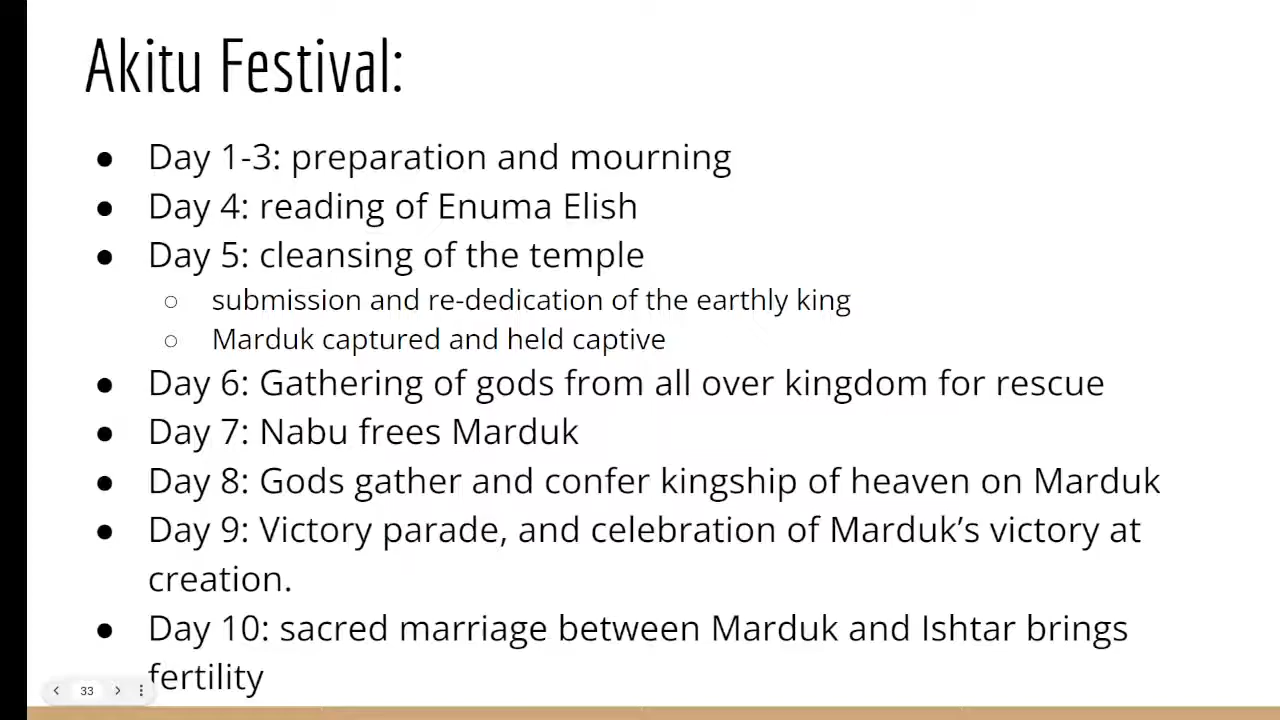 Akitu Festival:
● Day 1-3: preparation and mourning
● Day 4: reading of Enuma Elish
● Day 5: cleansing of the temple
○ submission and re-dedication of the earthly king
○ Marduk captured and held captive
● Day 6: Gathering of gods from all over kingdom for rescue
● Day 7: Nabu frees Marduk
● Day 8: Gods gather and confer kingship of heaven on Marduk
● Day 9: Victory parade, and celebration of Marduk’s victory at
creation.
● Day 10: sacred marriage between Marduk and Ishtar brings
fertility
33